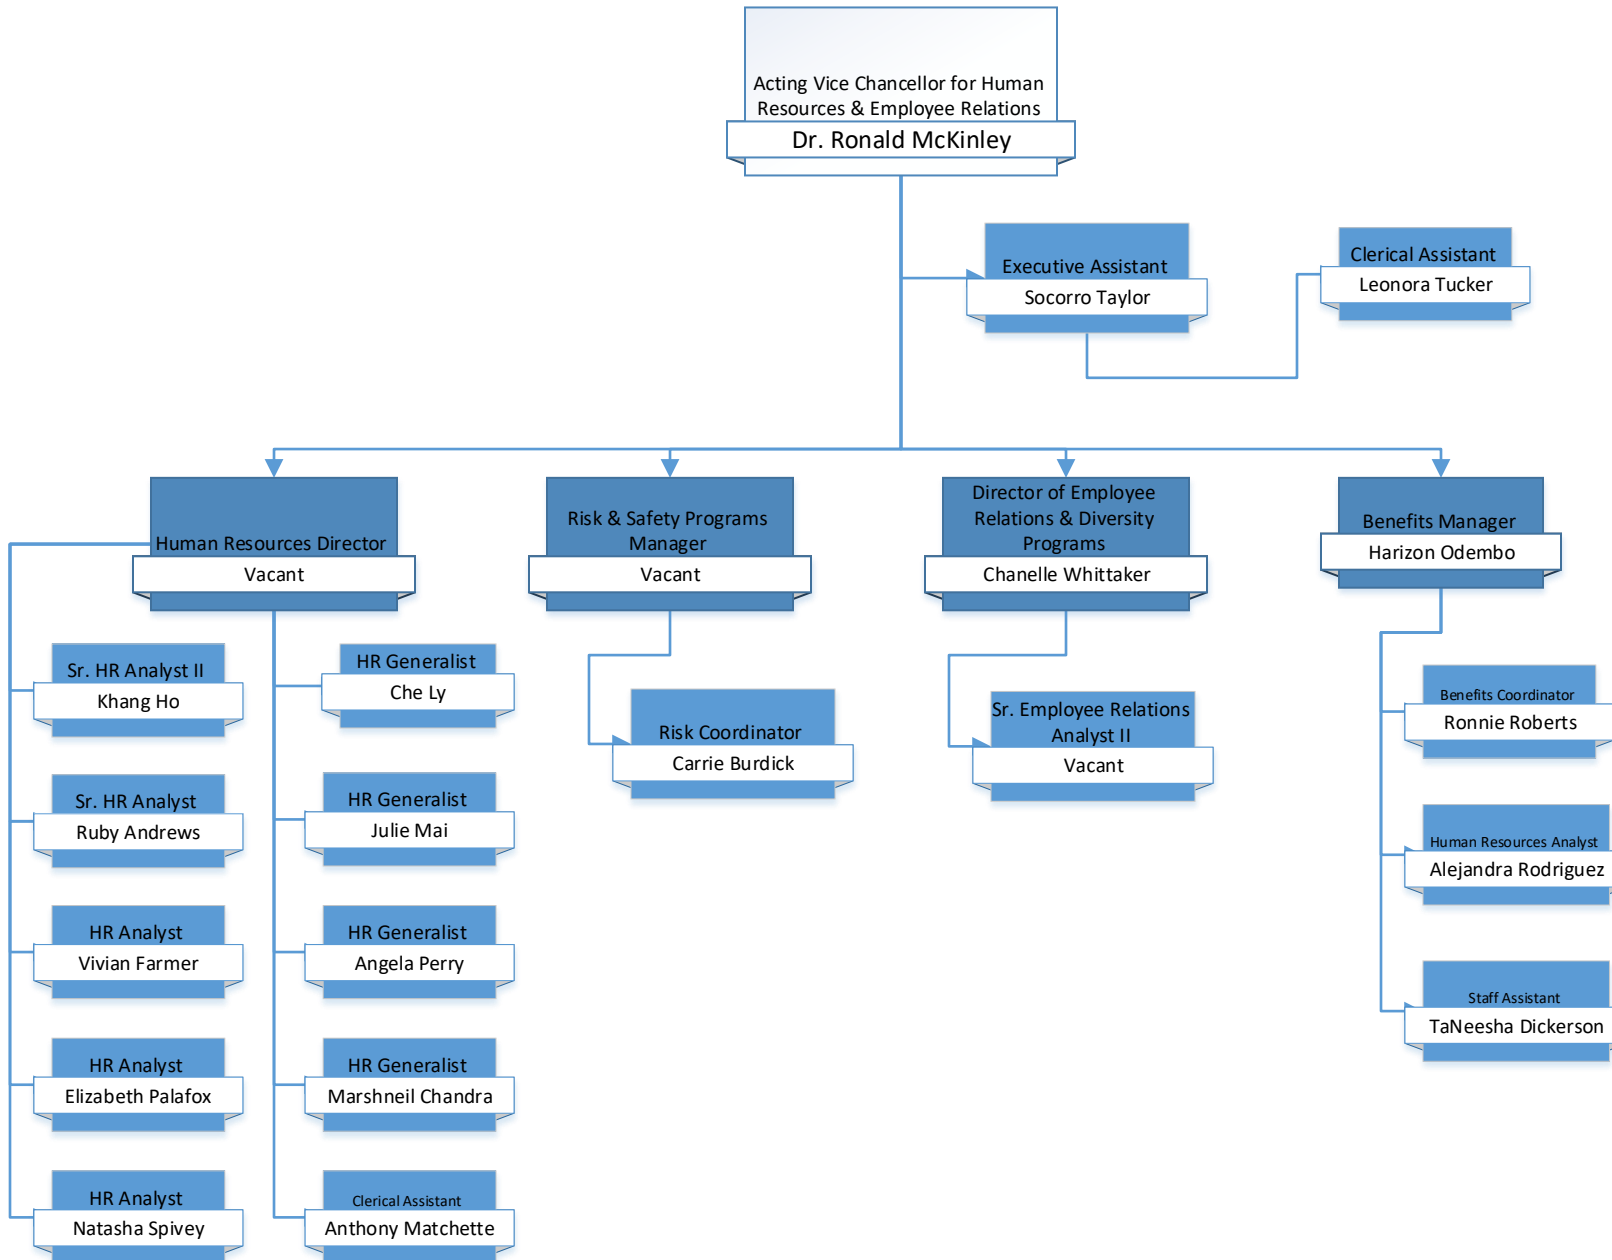 Acting Vice Chancellor for Human
Resources & Employee Relations
Dr. Ronald McKinley
Executive Assistant
Socorro Taylor
Clerical Assistant
Leonora Tucker
Human Resources Director
Vacant
Risk & Safety Programs
Manager
Vacant
Director of Employee
Relations & Diversity
Programs
Chanelle Whittaker
Benefits Manager
Harizon Odembo
Sr. HR Analyst II
Khang Ho
Sr. HR Analyst
Ruby Andrews
HR Analyst
Vivian Farmer
HR Analyst
Elizabeth Palafox
HR Analyst
Natasha Spivey
HR Generalist
Che Ly
HR Generalist
Julie Mai
HR Generalist
Angela Perry
HR Generalist
Marshneil Chandra
Clerical Assistant
Anthony Matchette
Risk Coordinator
Carrie Burdick
Sr. Employee Relations
Analyst II
Vacant
Benefits Coordinator
Ronnie Roberts
Human Resources Analyst
Alejandra Rodriguez
Staff Assistant
TaNeesha Dickerson